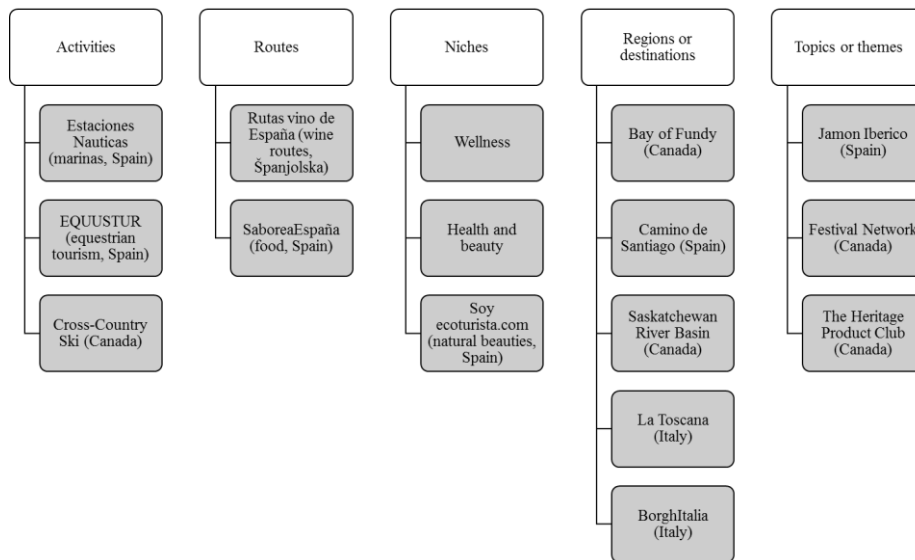 Activities
Estaciones
Nauticas
(marinas, Spain)
EQUUSTUR
(equestrian
tourism, Spain)
Cross-Country
Ski (Canada)
Routes
Rutas vino de
España (wine
routes,
Španjolska)
SaboreaEspaña
(food, Spain)
Niches
Wellness
Health and
beauty
Soy
ecoturista.com
(natural beauties,
Spain)
Regions or
destinations
Bay of Fundy
(Canada)
Camino de
Santiago (Spain)
Saskatchewan
River Basin
(Canada)
La Toscana
(Italy)
BorghItalia
(Italy)
Topics or themes
Jamon Iberico
(Spain)
Festival Network
(Canada)
The Heritage
Product Club
(Canada)